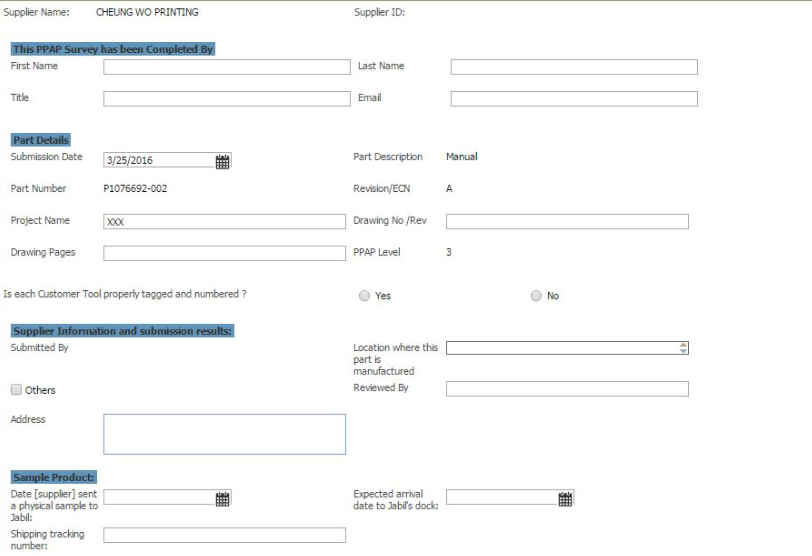 Supplier Name: CHEUNG WO PRINTING Supplier ID:
This PPAP Survey has been Completed By
First Name Last Name
Title Email
Part Details
Submission Date 3/25/2016 Part Description Manual
Part Number P1076692-002 Revision/ECN A
Project Name XXX Drawing No /Rev
Drawing Pages PPAP Level 3
Is each Customer Tool properly tagged and numbered ? Yes No
Supplier Information and submission results:
Submitted By
Location where this
part is
manufactured
Others
Reviewed By
Address
Sample Product:
Date [supplier] sent
a physical sample to
Jabil:
Expected arrival
date to Jabil's dock:
Shipping tracking
number: